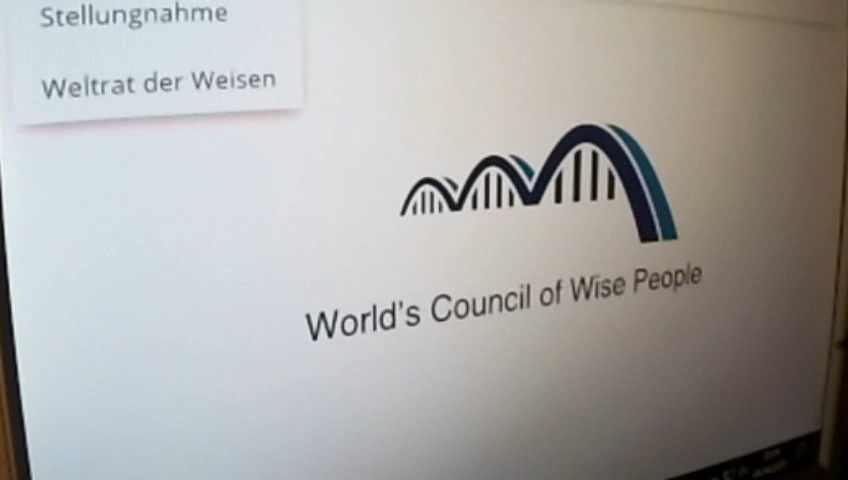 Stellungnahme
Weltrat der Weisen
World's Council of Wise People